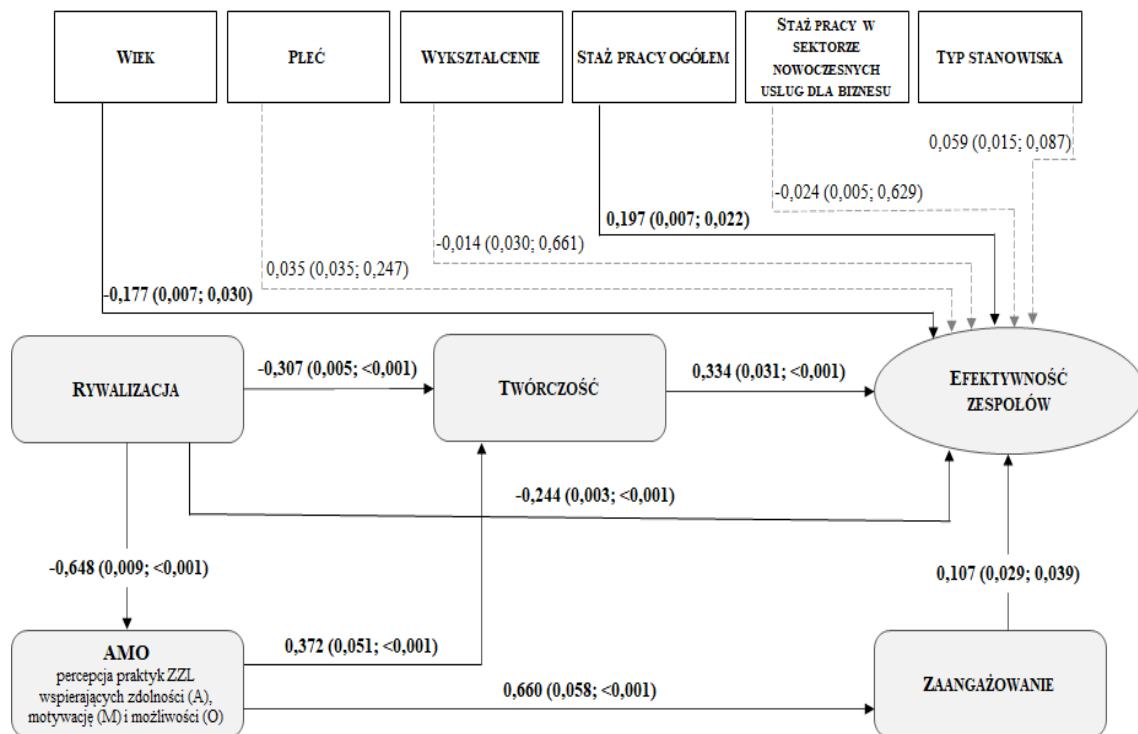 WIEK
PŁEĆ
WYKSZTAŁCENIE
STAŻ PRACY OGÓŁEM
STAŻ PRACY W
SEKTORZE
NOWOCZESNYCH
USŁUG DLA BIZNESU
TYP STANOWISKA
0,059 (0,015; 0,087)
-0,024 (0,005; 0,629)
0,197 (0,007; 0,022)
-0,014 (0,030; 0,661)
0,035 (0,035; 0,247)
-0,177 (0,007; 0,030)
RYWALIZACJA
-0,307 (0,005; <0,001)
TWÓRCZOŚĆ
0,334 (0,031; <0,001)
EFEKTYWNOŚĆ
ZESPOŁÓW
-0,244 (0,003; <0,001)
-0,648 (0,009; <0,001)
0,107 (0,029; 0,039)
AMO
percepcja praktyk ZZL
wspierających zdolności (A),
motywację (M) i możliwości (O)
0,372 (0,051; <0,001)
0,660 (0,058; <0,001)
ZAANGAŻOWANIE